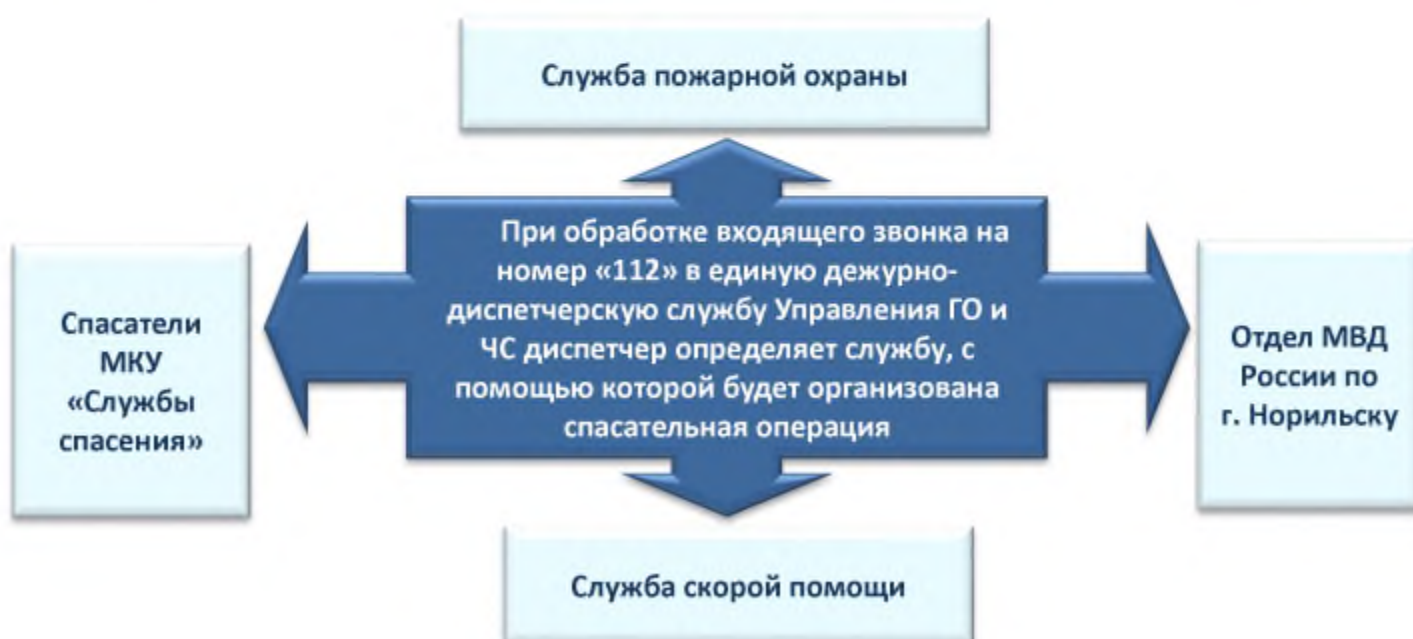 Служба пожарной охраны
При обработке входящего звонка на
номер «112» в единую дежурно-
диспетчерскую службу Управления ГО и
ЧС диспетчер определяет службу, с
помощью которой будет организована
спасательная операция
Спасатели
МКУ
«Службы
спасения»
Отдел МВД
России по
г. Норильску
Служба скорой помощи